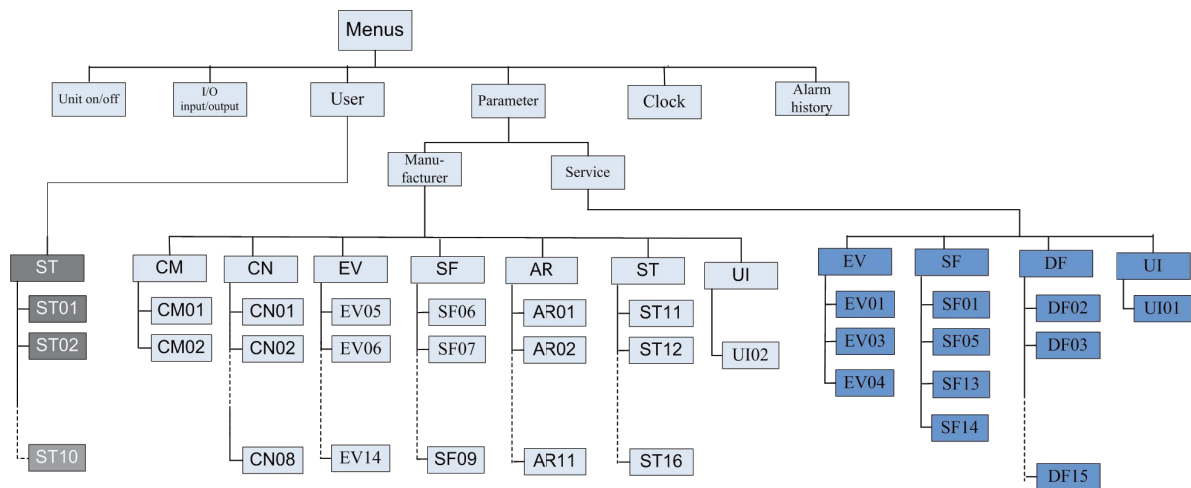 Menus
Unit on/off
I/O
input/output
User
Parameter
Clock
Alarm
history
Manu-
facturer
Service
ST
CM
CN
EV
SF
AR
ST
UI
EV
SF
DF
UI
ST01
CM01
CN01
EV05
SF06
AR01
ST11
EV01
SF01
DF02
UI01
ST02
CM02
CN02
EV06
SF07
AR02
ST12
UI02
EV03
SF05
DF03
EV04
SF13
SF14
ST10
CN08
EV14
SF09
AR11
ST16
DF15